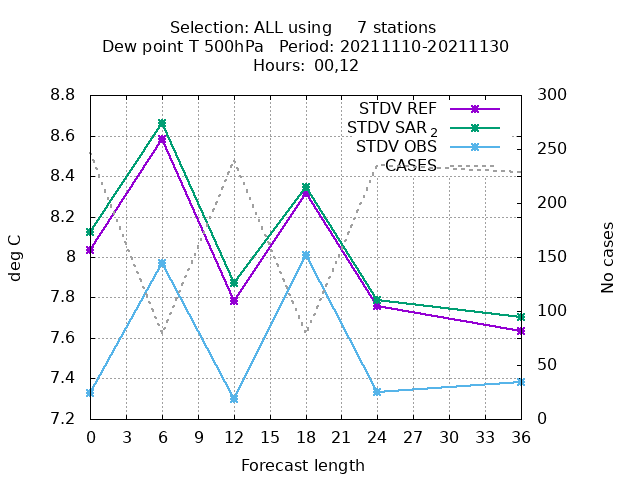 Selection: ALL using     7 stations
Dew point T 500hPa   Period: 20211110-20211130
Hours:  00,12
STDV REF
STDV SAR 2
STDV OBS
CASES
deg C
No cases
8.8
8.6
8.4
8.2
8
7.8
7.6
7.4
7.2
300
250
200
150
100
50
0
0 3 6 9 12 15 18 21 24 27 30 33 36
Forecast length